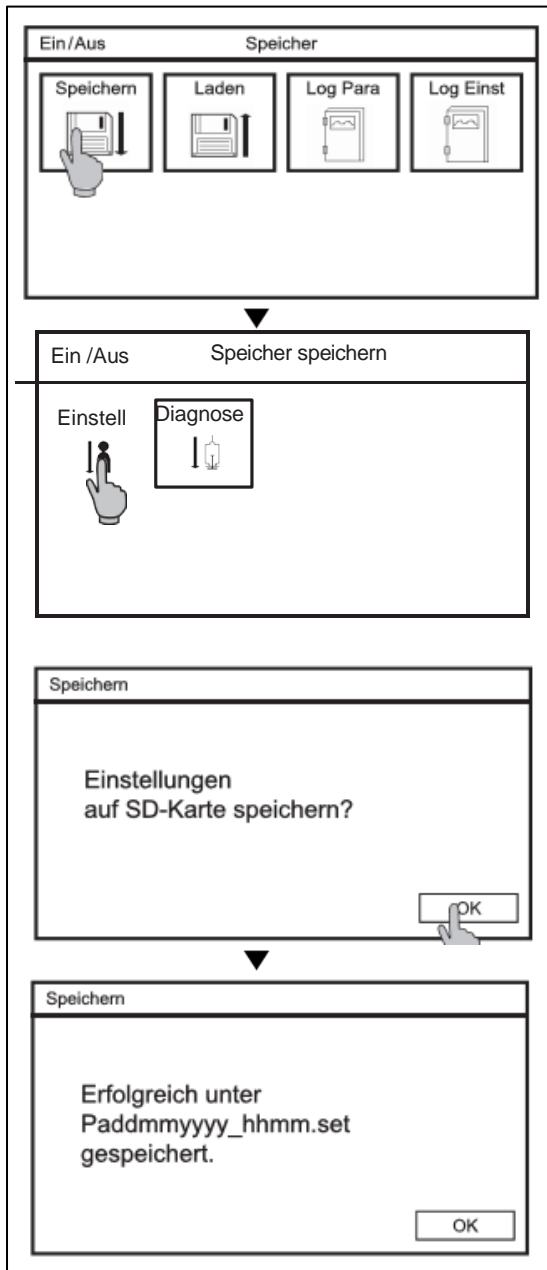 Ein/Aus Speicher
Speichern Laden Log Para Log Einst
Ein /Aus Speicher speichern
Einstell Diagnose
Speichern
Einstellungen
auf SD-Karte speichern?
OK
Speichern
Erfolgreich unter
Paddmmyyyy_hhmm.set
gespeichert.
OK